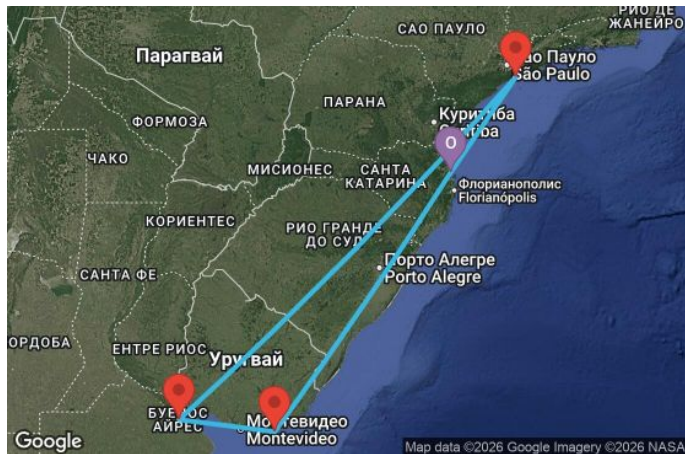 РИО ДЕ
ЖАНЕЙРО
САО ПАУЛО
Парагвай
Сао Пауло
São Paulo
ПАРАНА
Куритиба
Curitiba
ФОРМОЗА
O
ЧАКО
МИСИОНЕС
САНТА
КАТАРИНА
Флорианополис
Florianópolis
КОРИЕНТЕС
РИО ГРАНДЕ
ДО СУЛ
Порто Алегре
Porto Alegre
САНТА ФЕ
ОРДОБА
ЕНТРЕ РИОС
Уругвай
БУЕНОС
АЙРЕС
Монтевидео
Montevideo
Google
Map data ©2026 Google Imagery ©2026 NASA